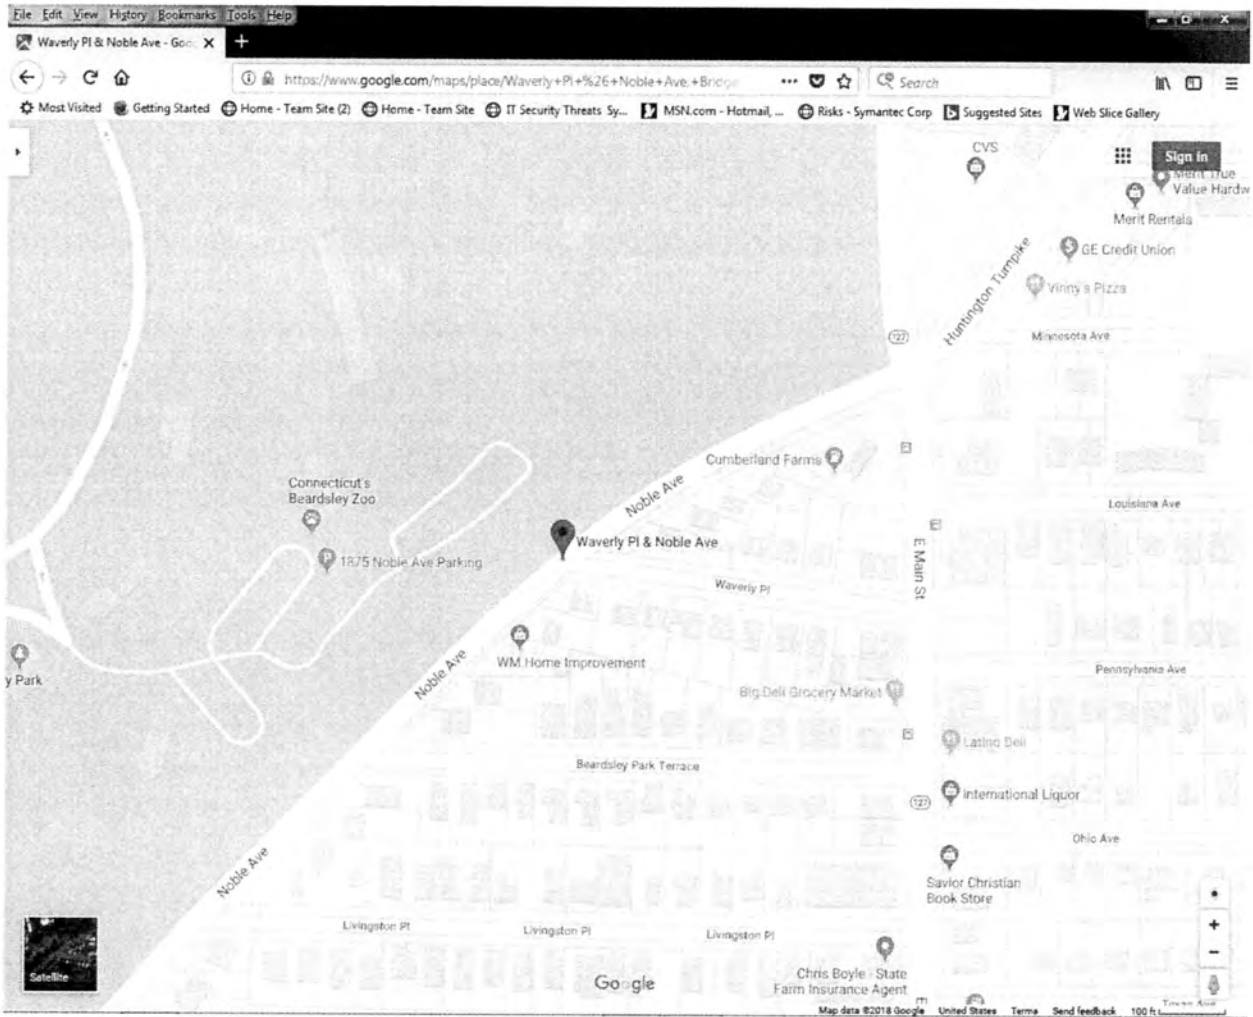 File Edit View History Bookmarks Tools Help
Waverly Pl & Noble Ave - Goo
https://www.google.com/maps/place/Waverly+Pl+%26+Noble+Ave,+Bridge
Search
Most Visited Getting Started Home - Team Site (2) Home - Team Site IT Security Threats Sy... MSN.com - Hotmail, ... Risks - Symantec Corp Suggested Sites Web Slice Gallery
CVS
Sign in
Merit True
Value Hardw
Merit Rentals
GE Credit Union
Huntington Turnpike
Vinny's Pizza
127
Minnesota Ave
Cumberland Farms
Connecticut's
Beardsley Zoo
Noble Ave
Louisiana Ave
Waverly Pl & Noble Ave
1875 Noble Ave Parking
E Main St
Waverly Pl
WM Home Improvement
Noble Ave
Pennsylvania Ave
y Park
Big Deli Grocery Market
Latino Deli
Beardsley Park Terrace
International Liquor
127
Ohio Ave
Noble Ave
Savior Christian
Book Store
Livingston Pl
Livingston Pl
Livingston Pl
Satellite
Google
Chris Boyle - State
Farm Insurance Agent
Map data ©2018 Google United States Terms Send feedback 100 ft